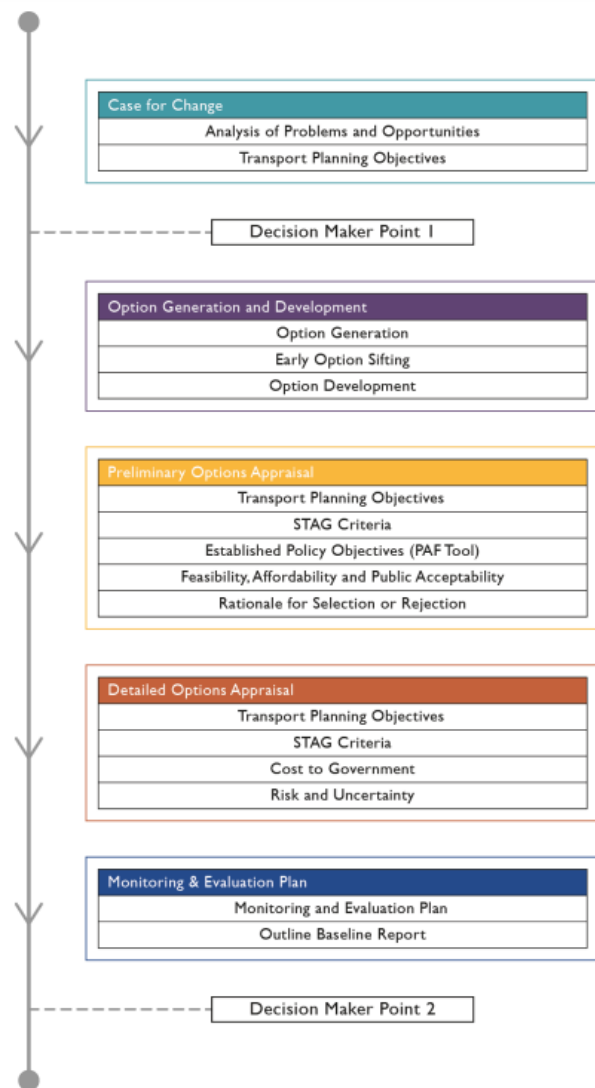 Case for Change
Analysis of Problems and Opportunities
Transport Planning Objectives
Decision Maker Point 1
Option Generation and Development
Option Generation
Early Option Sifting
Option Development
Preliminary Options Appraisal
Transport Planning Objectives
STAG Criteria
Established Policy Objectives (PAF Tool)
Feasibility, Affordability and Public Acceptability
Rationale for Selection or Rejection
Detailed Options Appraisal
Transport Planning Objectives
STAG Criteria
Cost to Government
Risk and Uncertainty
Monitoring & Evaluation Plan
Monitoring and Evaluation Plan
Outline Baseline Report
Decision Maker Point 2